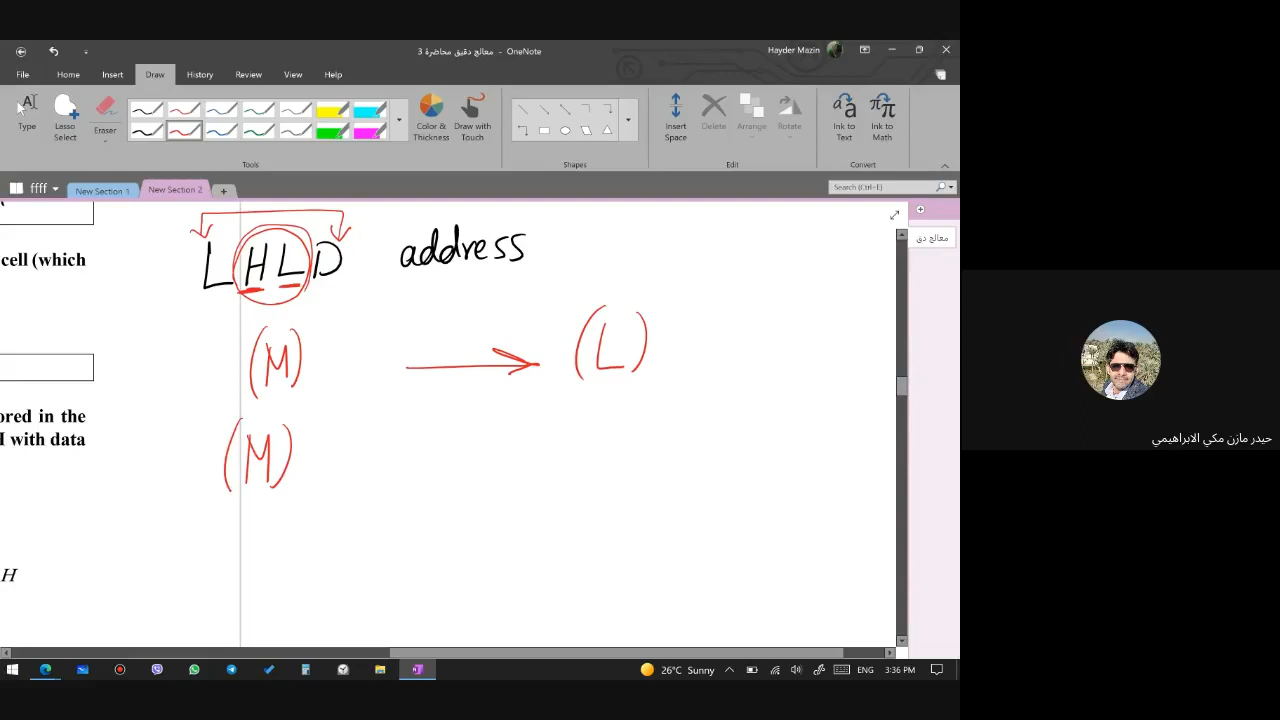 معالج دقيق محاضرة 3 - OneNote
Hayder Mazin
File Home Insert Draw History Review View Help
Type
Lasso Select
Eraser
Color & Thickness
Draw with Touch
Insert Space
Delete
Arrange
Rotate
Ink to Text
Ink to Math
Tools Shapes Edit Convert
ffff New Section 1 New Section 2 Search (Ctrl+E)
معالج دق
cell (which
LHLD address
(M) (L)
ored in the
H with data
(M)
H
حيدر مازن مكي الابراهيمي
26°C Sunny ENG 3:36 PM